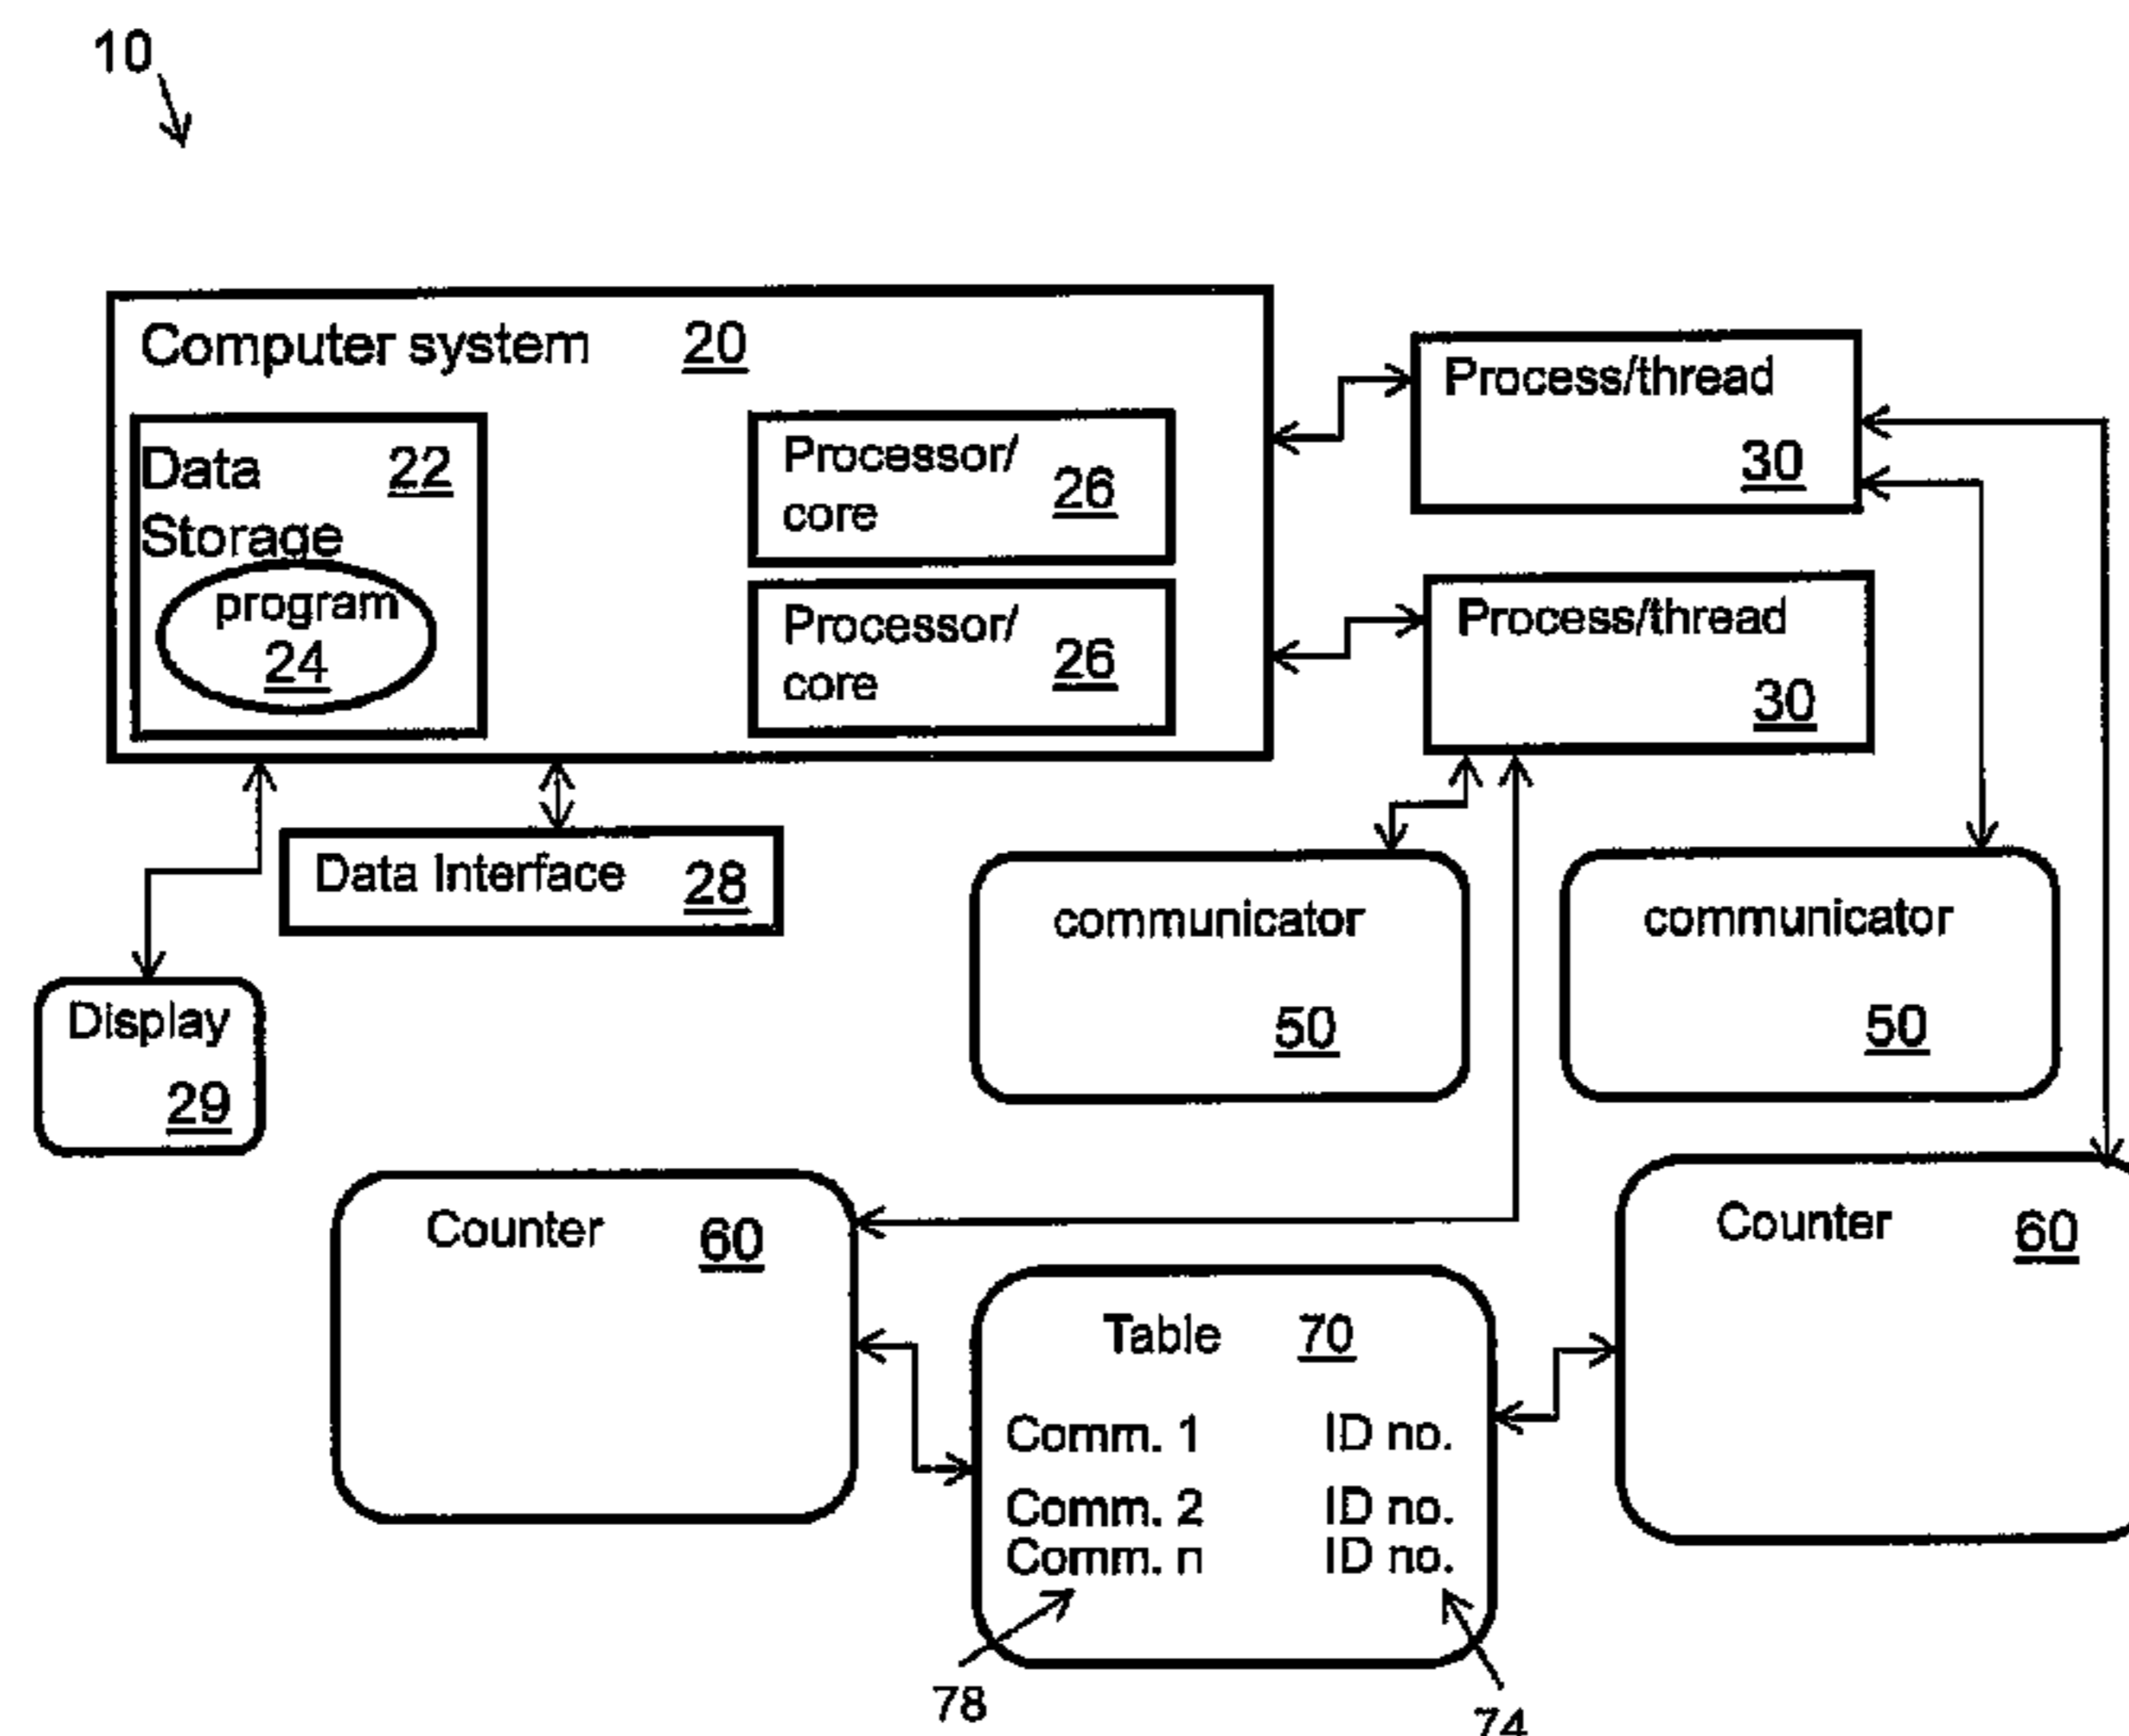 10
Computer system 20
Data 22
Storage
program
24
Processor/
core 26
Processor/
core 26
Process/thread
30
Process/thread
30
Data Interface 28
Display
29
communicator
50
communicator
50
Counter 60
Counter 60
Table 70
Comm. 1 ID no.
Comm. 2 ID no.
Comm. n ID no.
78
74